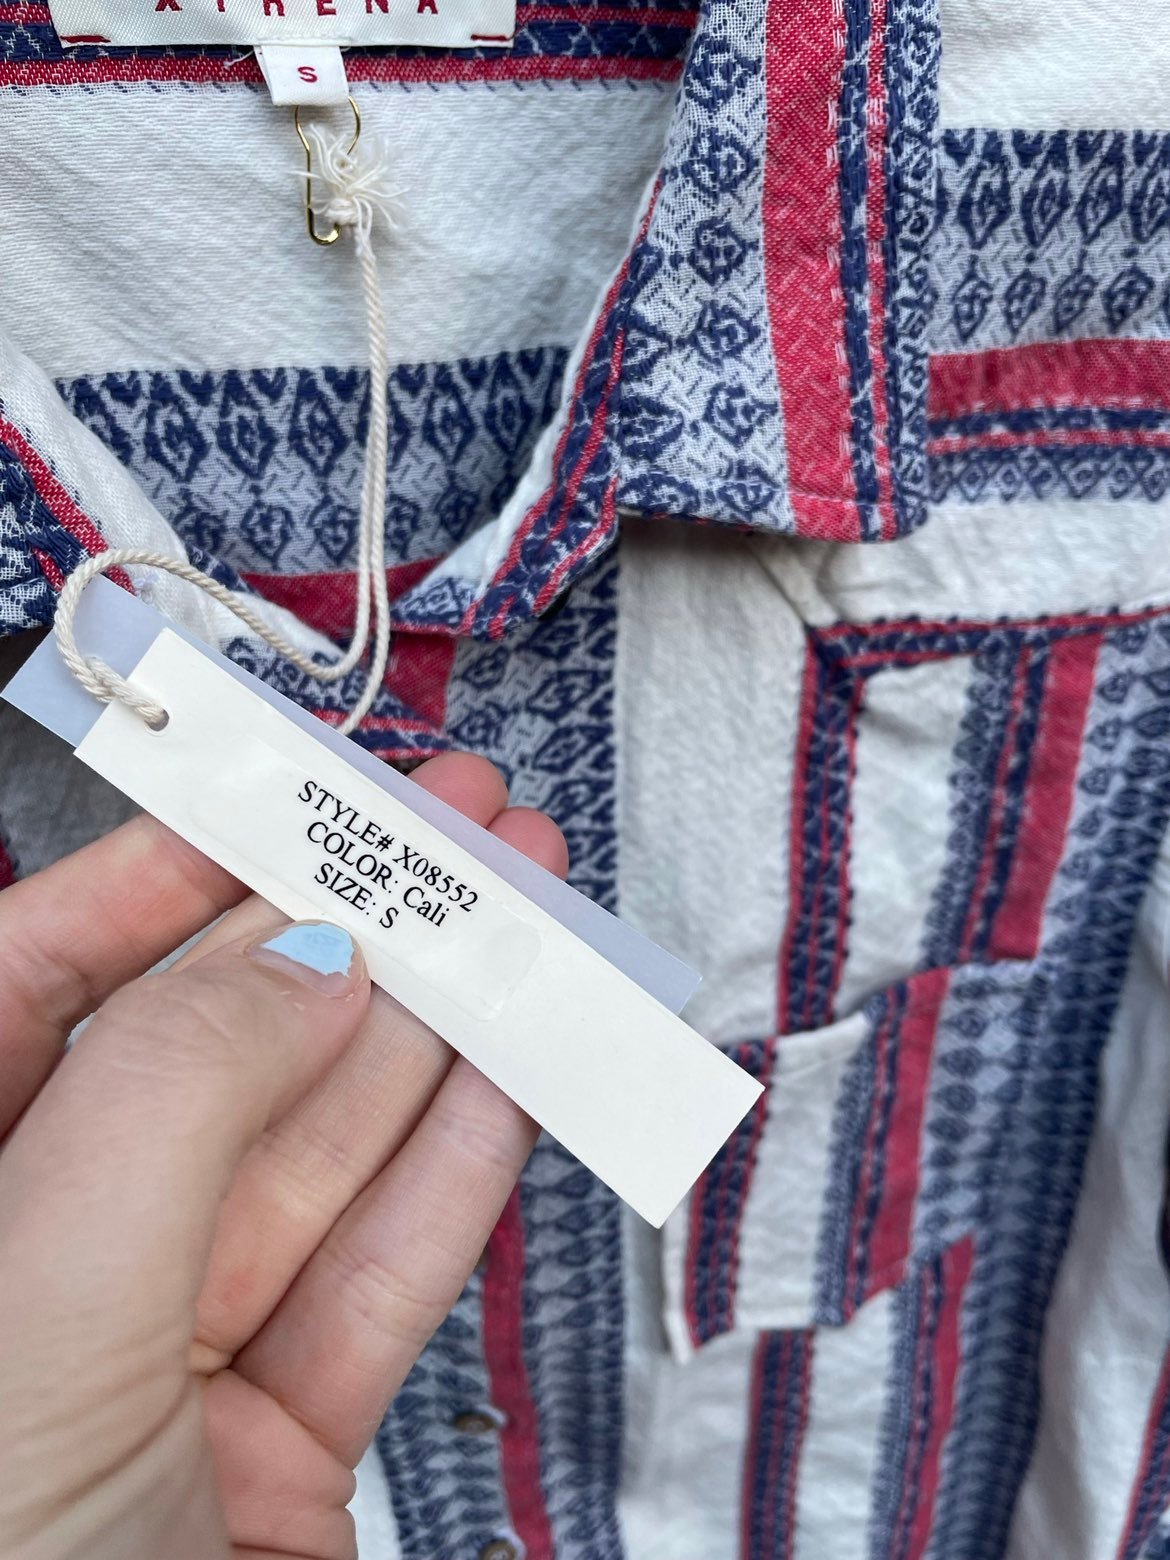 XIRENA
S
STYLE# X08552
COLOR: Cali
SIZE: S